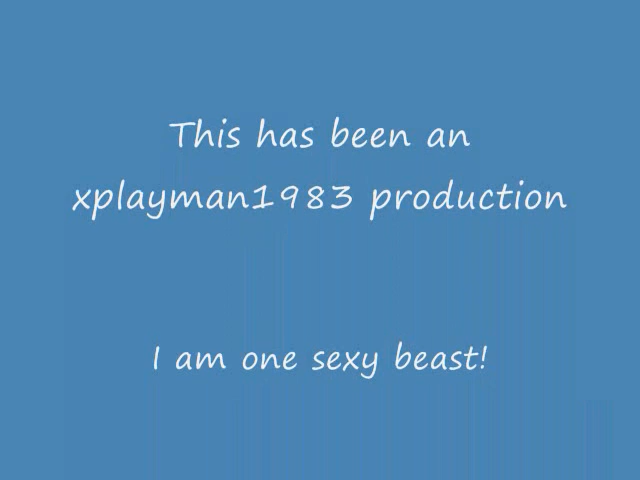 This has been an
xplayman1983 production
I am one sexy beast!